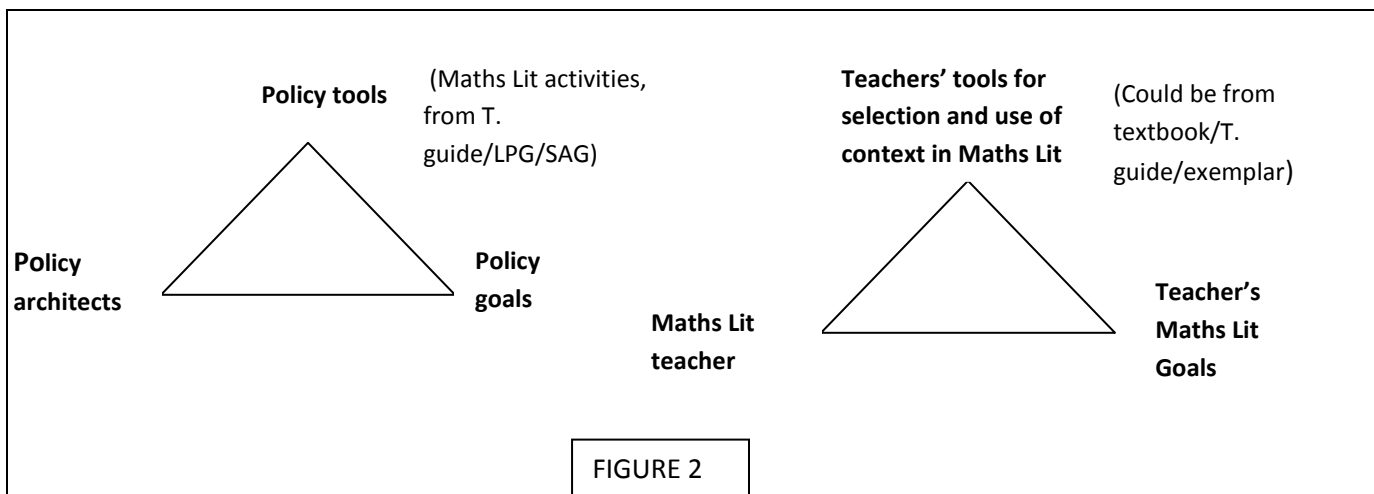 Policy tools
(Maths Lit activities,
from T.
guide/LPG/SAG)
Policy
architects
Policy
goals
Teachers’ tools for
selection and use of
context in Maths Lit
(Could be from
textbook/T.
guide/exemplar)
Maths Lit
teacher
Teacher’s
Maths Lit
Goals
FIGURE 2